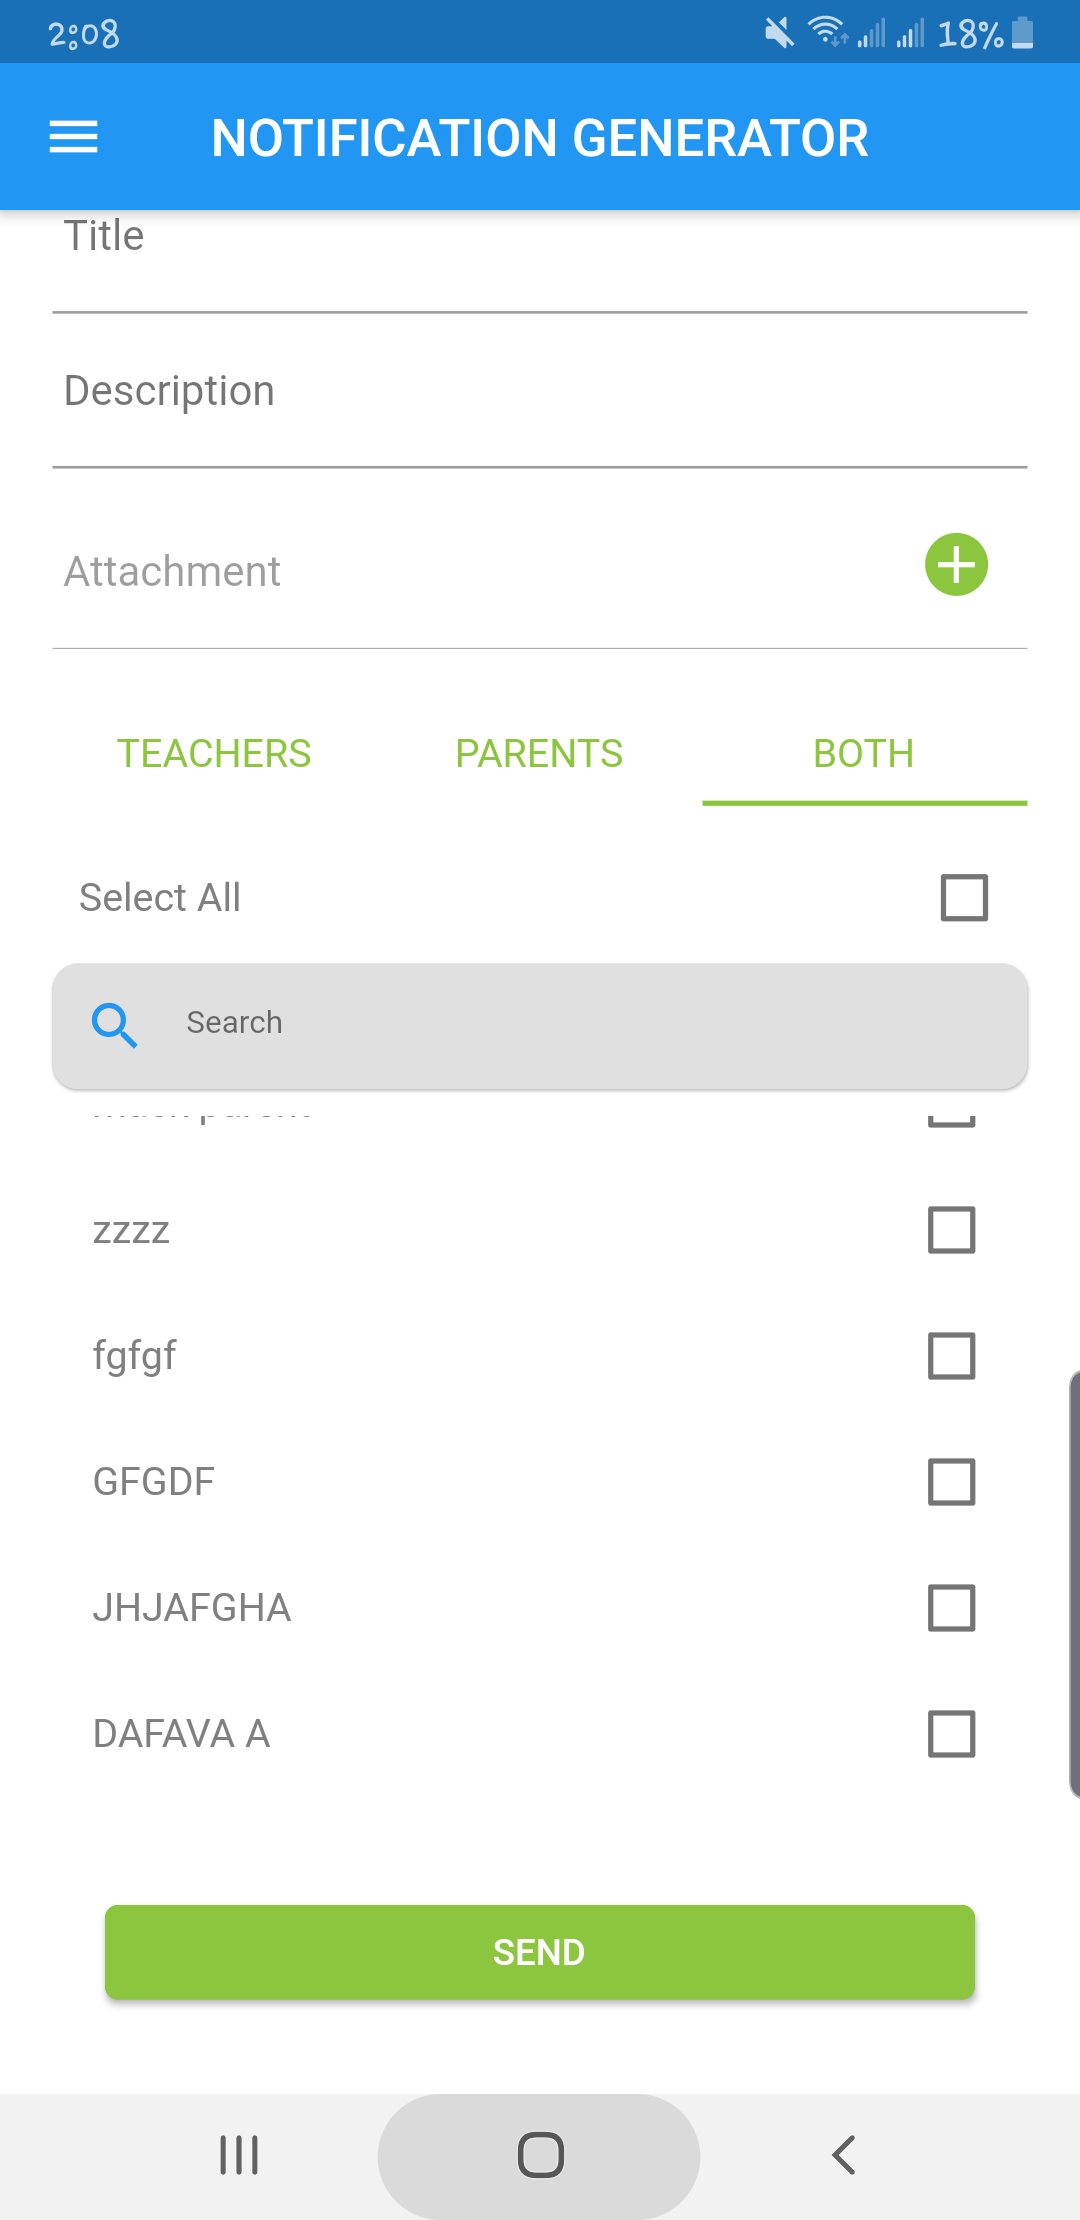 2:08 18%
NOTIFICATION GENERATOR
Title
Description
Attachment
TEACHERS PARENTS BOTH
Select All
Search
zzzz
fgfgf
GFGDF
JHJAFGHA
DAFAVA A
SEND